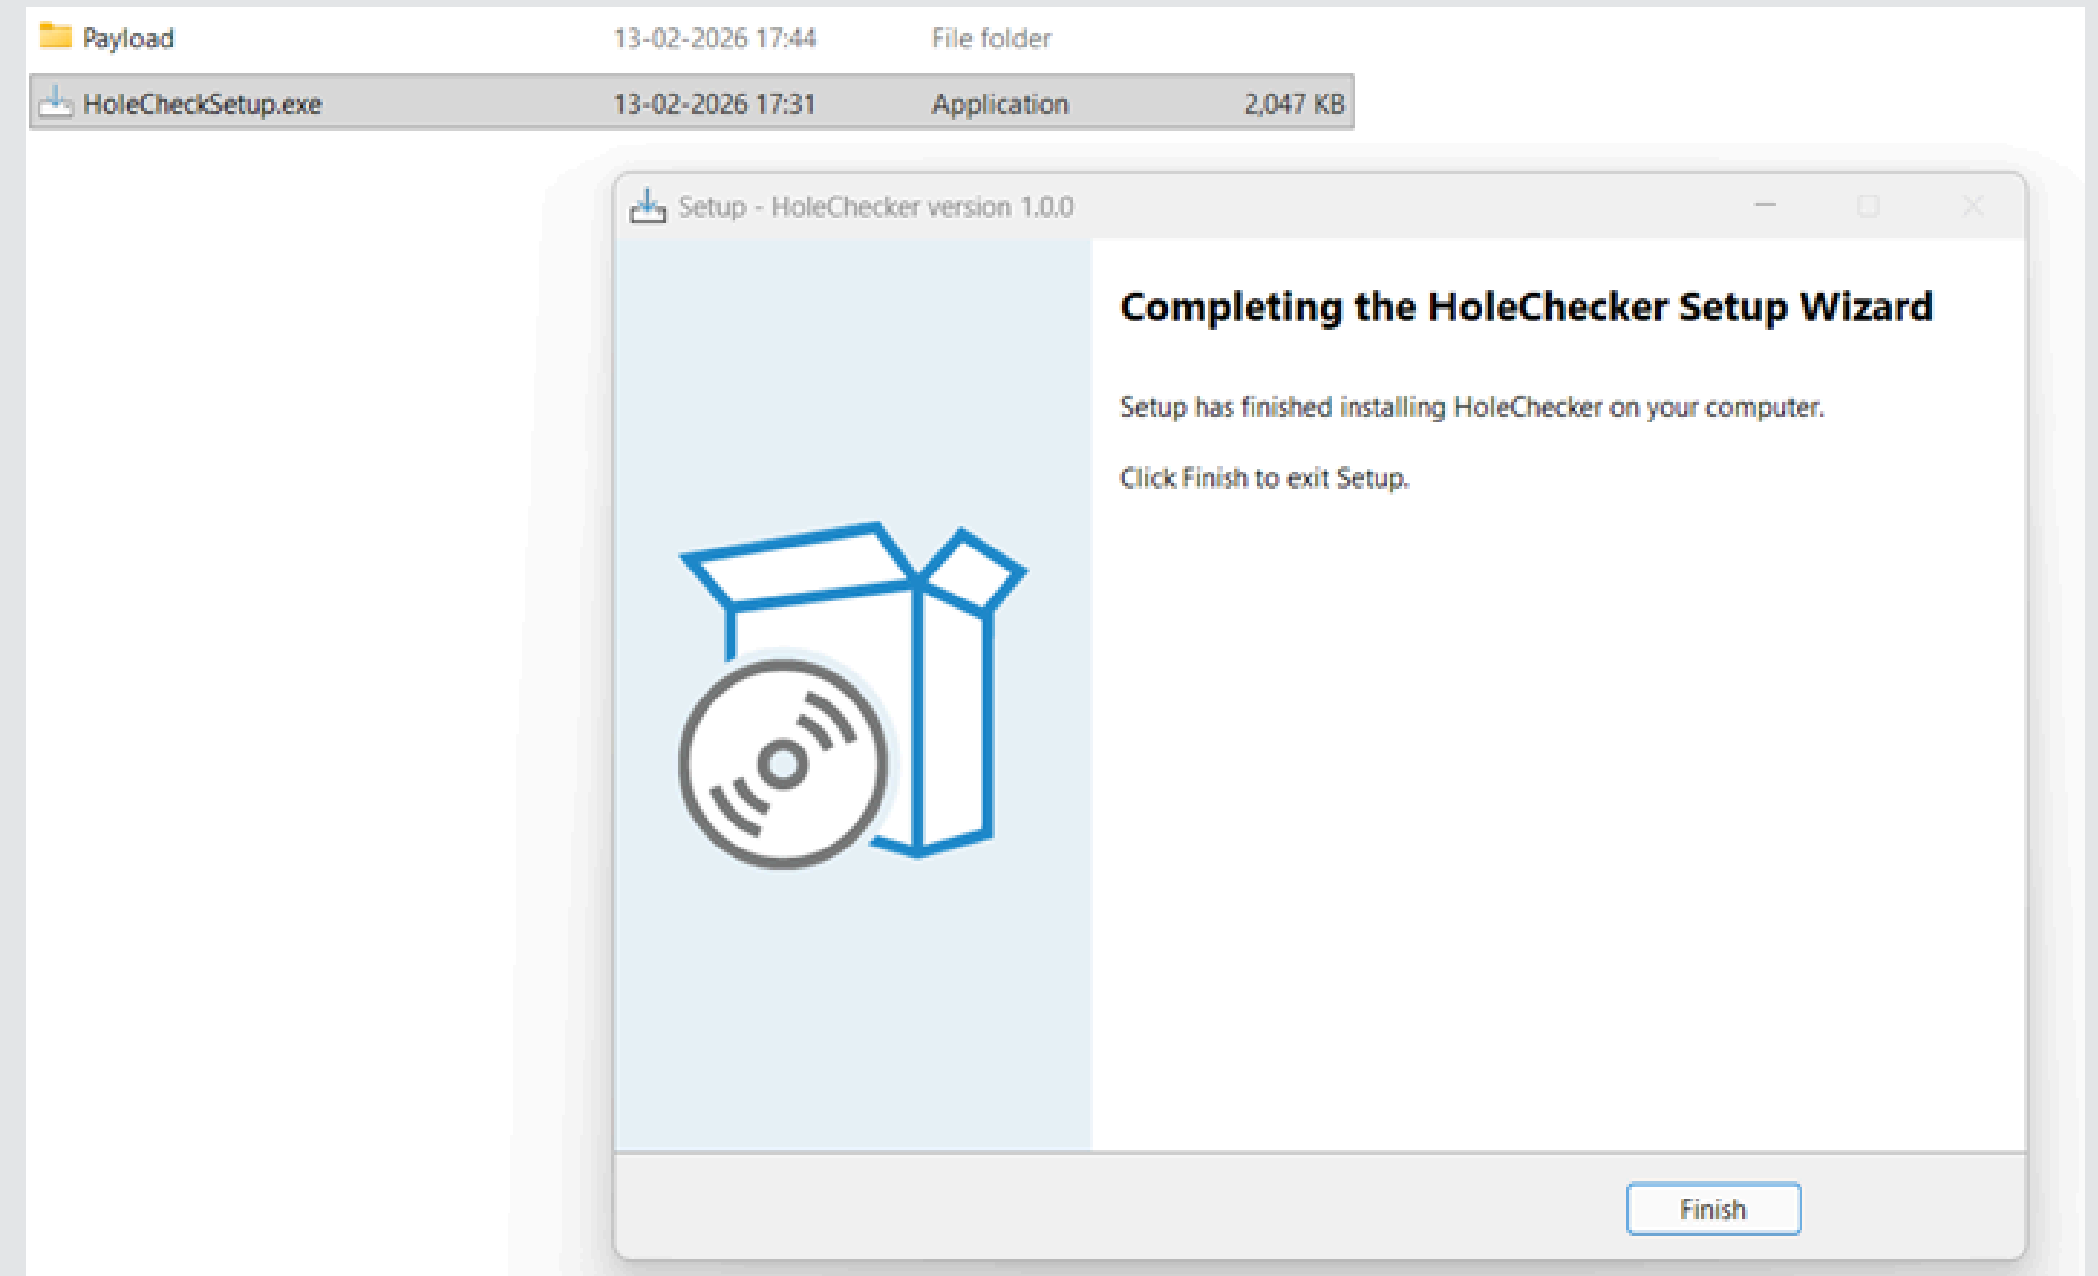 Payload 13-02-2026 17:44 File folder
HoleCheckSetup.exe 13-02-2026 17:31 Application 2,047 KB
Setup - HoleChecker version 1.0.0
Completing the HoleChecker Setup Wizard
Setup has finished installing HoleChecker on your computer.
Click Finish to exit Setup.
Finish